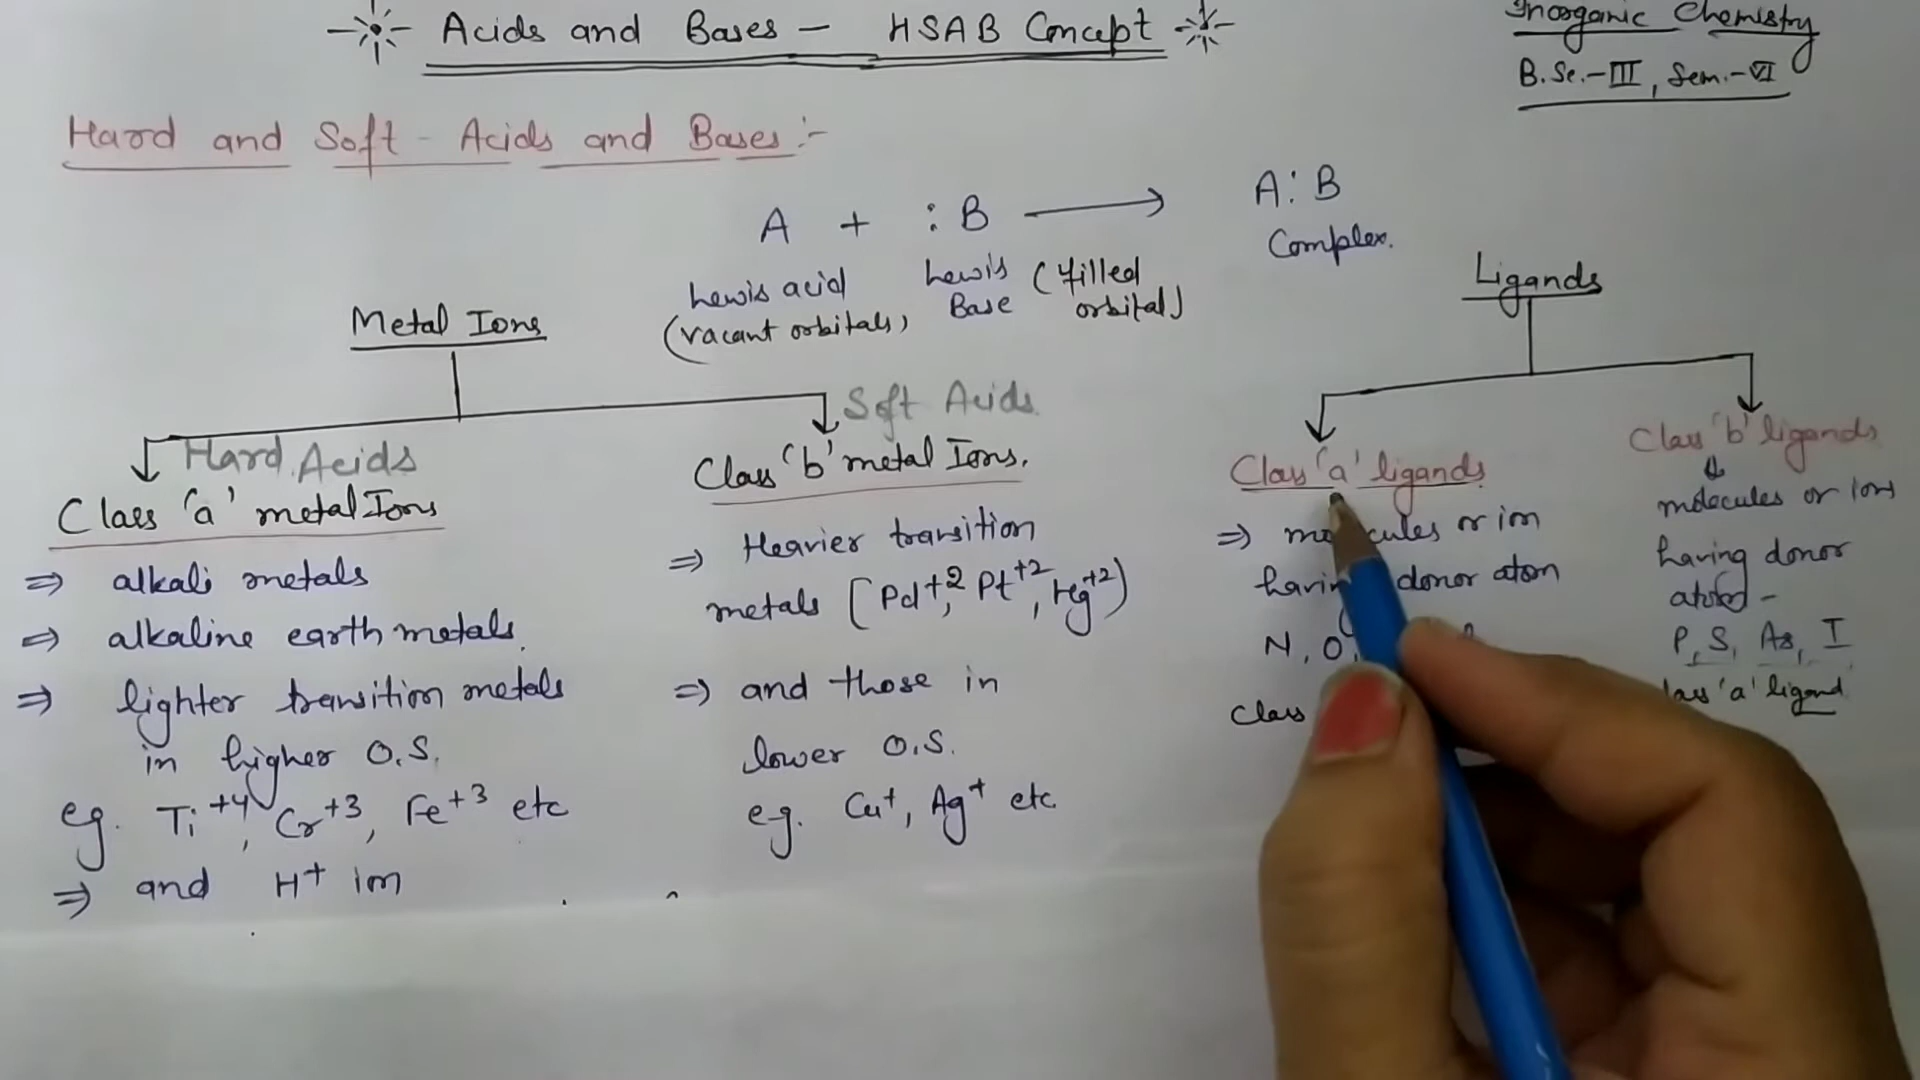 Acids and Bases - HSAB Concept
Inorganic Chemistry
B.Sc.-III, Sem.-VI
Hard and Soft - Acids and Bases :-
A + :B ⟶ A:B
Complex.
Lewis acid
(vacant orbitals)
Lewis Base (filled orbital)
Metal Ions
Hard Acids
Class 'a' metal Ions
⇒ alkali metals
⇒ alkaline earth metals.
⇒ lighter transition metals
in higher O.S.
eg. Ti+4, Cr+3, Fe+3 etc
⇒ and H+ ion
Soft Acids
Class 'b' metal Ions.
⇒ Heavier transition
metals [Pd+2, Pt+2, Hg+2)
⇒ and those in
lower O.S.
e.g. Cu+, Ag+ etc
Ligands
Class 'a' ligands
⇒ or ion
donor atom
N, O,
Class
Class 'b' ligands
molecules or ions
having donor
P, S, As, I
'a' ligand